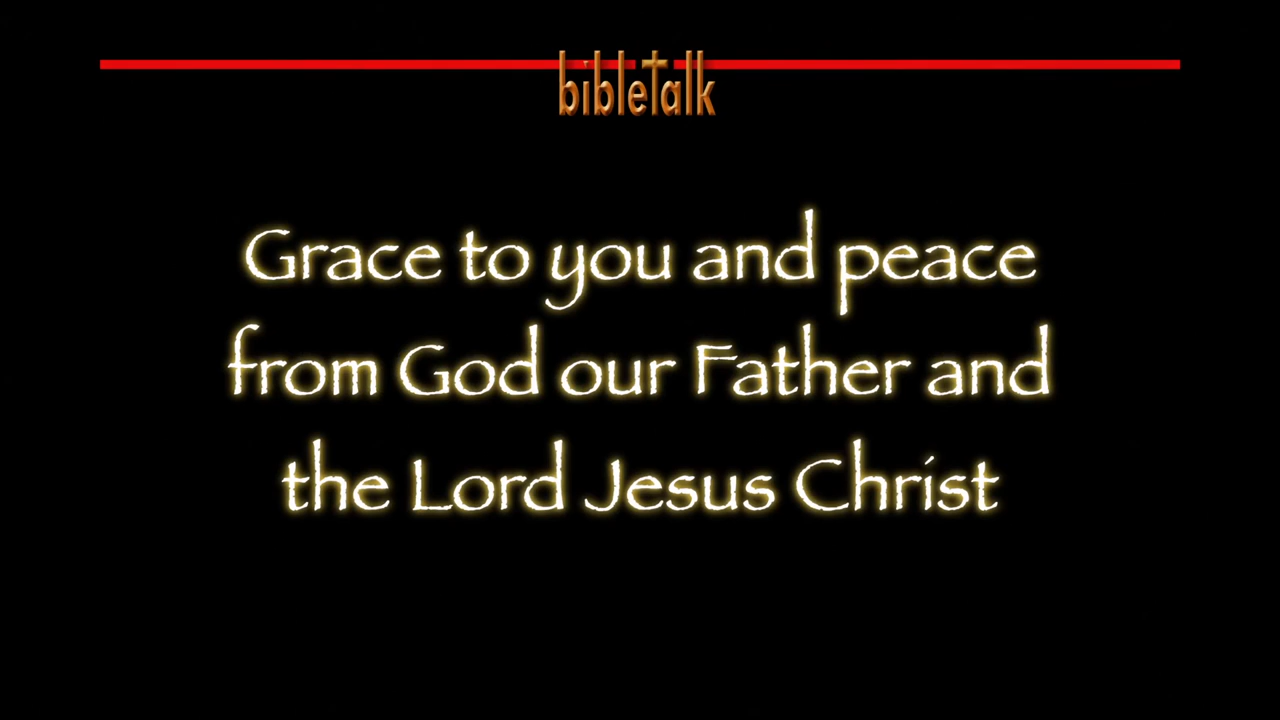 bibleTalk
Grace to you and peace
from God our Father and
the Lord Jesus Christ